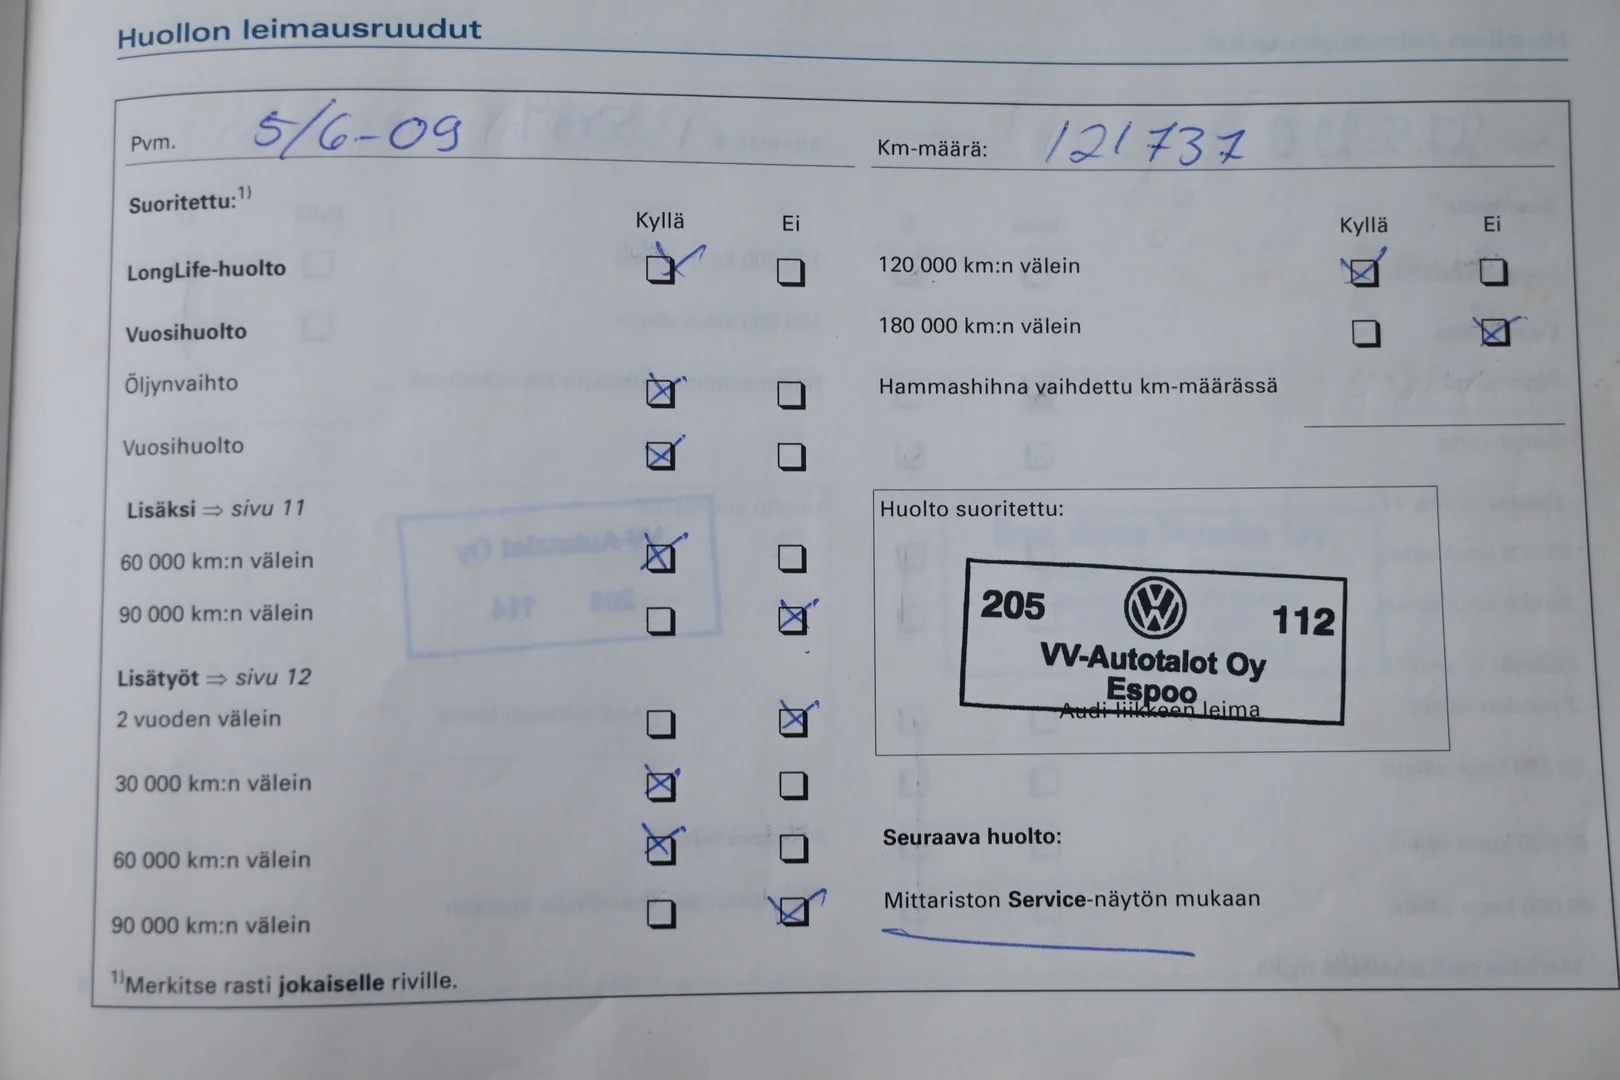 Huollon leimausruudut
Pvm. 5/6-09
Km-määrä: 121737
Suoritettu:1)
Kyllä Ei
LongLife-huolto
Vuosihuolto
Öljynvaihto
Vuosihuolto
Lisäksi ⇒ sivu 11
60 000 km:n välein
90 000 km:n välein
Lisätyöt ⇒ sivu 12
2 vuoden välein
30 000 km:n välein
60 000 km:n välein
90 000 km:n välein
1)Merkitse rasti jokaiselle riville.
Kyllä Ei
120 000 km:n välein
180 000 km:n välein
Hammashihna vaihdettu km-määrässä
Huolto suoritettu:
205 112
VV-Autotalot Oy
Espoo
Audi-liikkeen leima
Seuraava huolto:
Mittariston Service-näytön mukaan